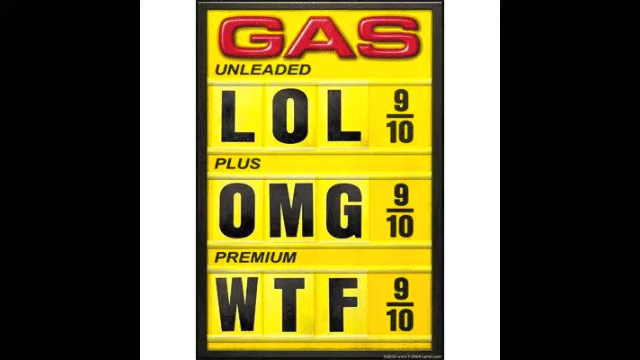 GAS
UNLEADED
LOL 9/10
PLUS
OMG 9/10
PREMIUM
WTF 9/10